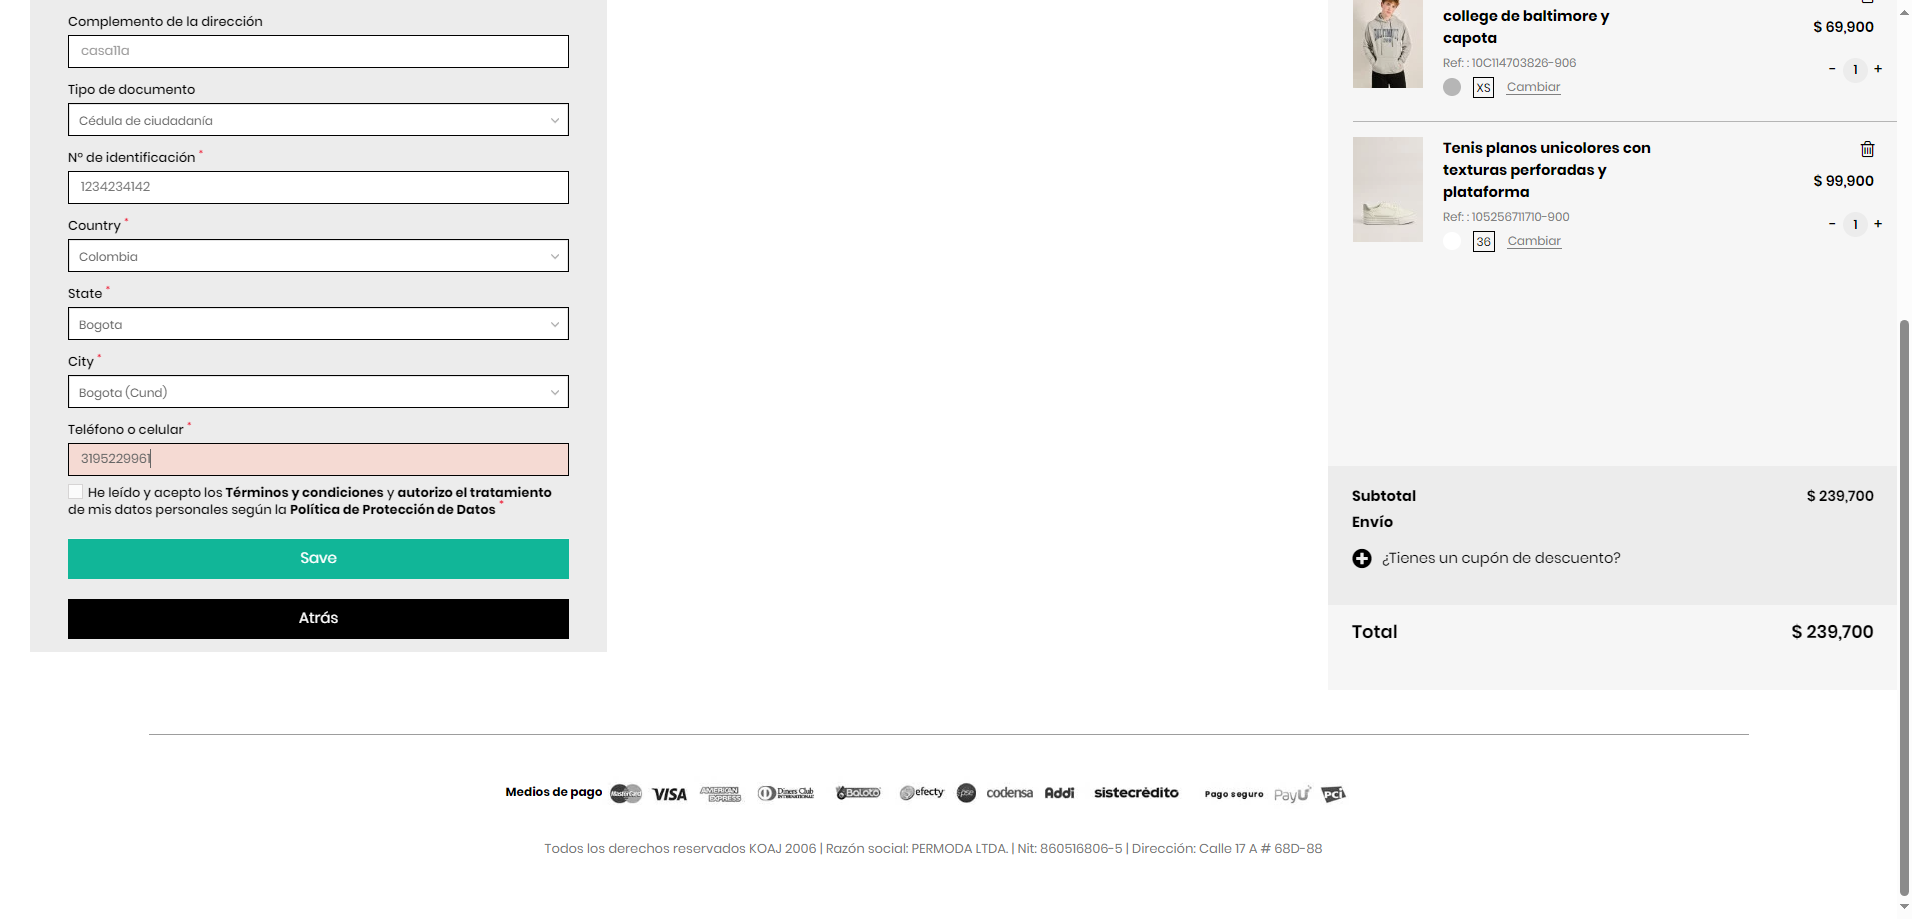 Complemento de la dirección
casa11a
Tipo de documento
Cédula de ciudadanía
N° de identificación *
1234234142
Country *
Colombia
State *
Bogota
City *
Bogota (Cund)
Teléfono o celular *
3195229961
He leído y acepto los Términos y condiciones y autorizo el tratamiento
de mis datos personales según la Política de Protección de Datos *
Save
Atrás
college de baltimore y
capota
$ 69,900
Ref: : 10C114703826-906
- 1 +
XS Cambiar
Tenis planos unicolores con
texturas perforadas y
plataforma
$ 99,900
Ref: : 105256711710-900
- 1 +
36 Cambiar
Subtotal $ 239,700
Envío
¿Tienes un cupón de descuento?
Total $ 239,700
Medios de pago MasterCard VISA AMERICAN EXPRESS Diners Club INTERNATIONAL Baloto efecty pse codensa Addi sistecrédito Pago seguro PayU PCI
Todos los derechos reservados KOAJ 2006 | Razón social: PERMODA LTDA. | Nit: 860516806-5 | Dirección: Calle 17 A # 68D-88